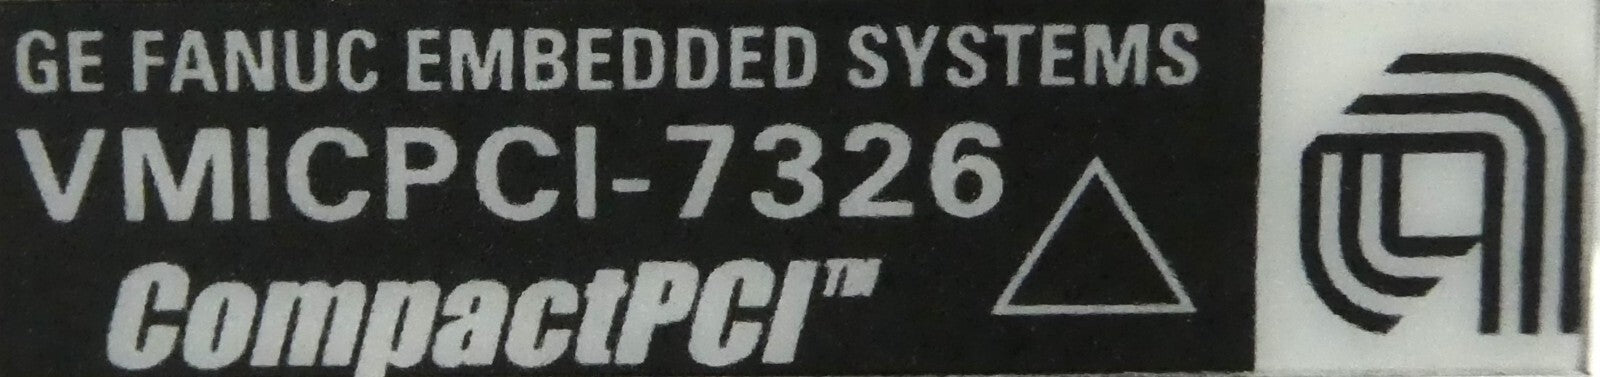 GE FANUC EMBEDDED SYSTEMS
VMICPCI-7326
CompactPCI™